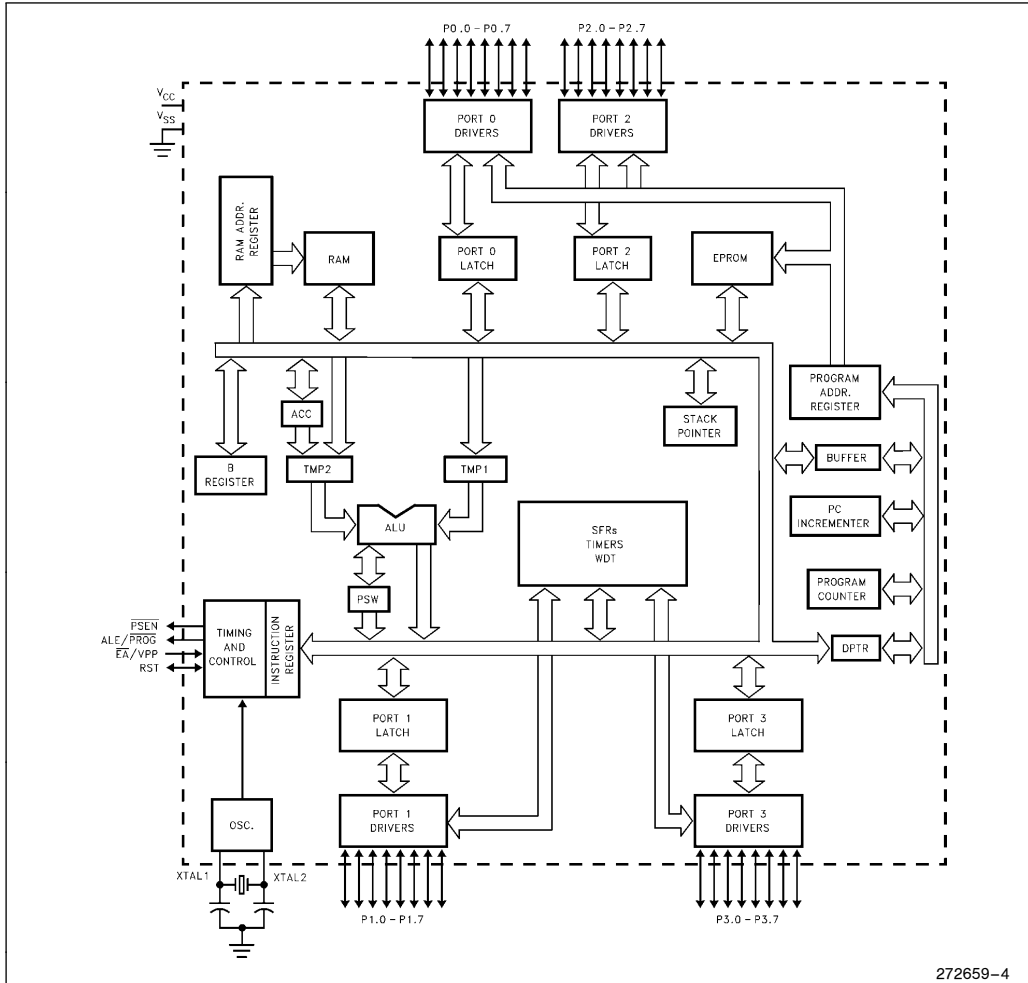 P0.0–P0.7
P2.0–P2.7
VCC
VSS
PORT 0
DRIVERS
PORT 2
DRIVERS
RAM ADDR.
REGISTER
RAM
PORT 0
LATCH
PORT 2
LATCH
EPROM
PROGRAM
ADDR.
REGISTER
ACC
STACK
POINTER
B
REGISTER
TMP2
TMP1
BUFFER
ALU
SFRs
TIMERS
WDT
PC
INCREMENTER
PSW
PROGRAM
COUNTER
PSEN
ALE/PROG
EA/VPP
RST
TIMING
AND
CONTROL
INSTRUCTION
REGISTER
DPTR
PORT 1
LATCH
PORT 3
LATCH
OSC.
PORT 1
DRIVERS
PORT 3
DRIVERS
XTAL1
XTAL2
P1.0–P1.7
P3.0–P3.7
272659–4